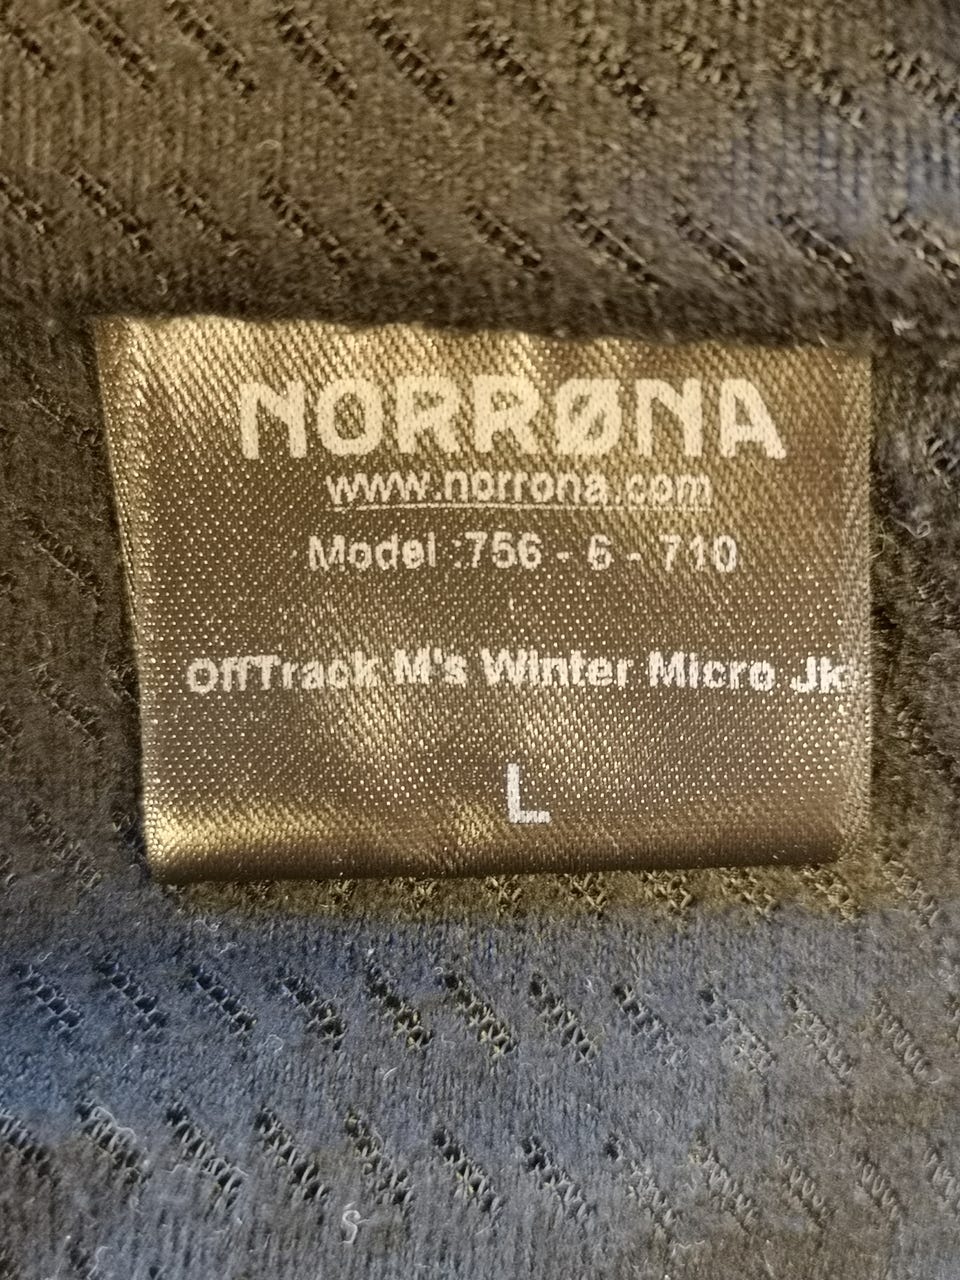 NORRØNA
www.norrona.com
Model :756 - 6 - 710
OffTrack M's Winter Micro Jk
L